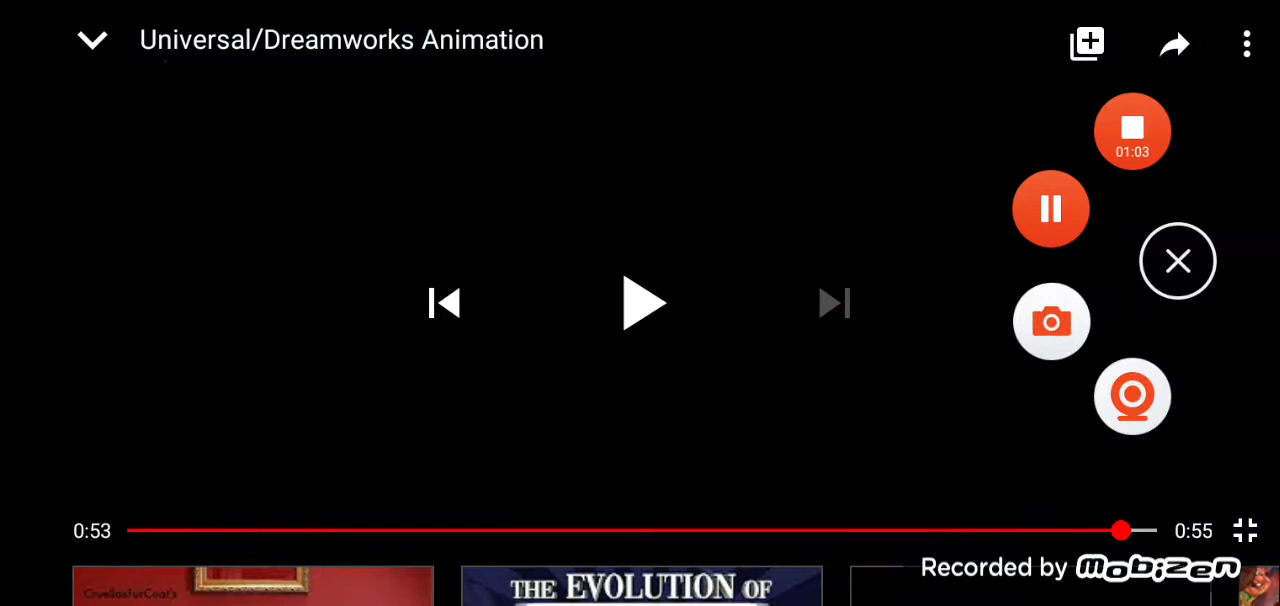 Universal/Dreamworks Animation
01:03
0:53
0:55
Recorded by mobizen
CruellasfurCoat's
THE EVOLUTION OF